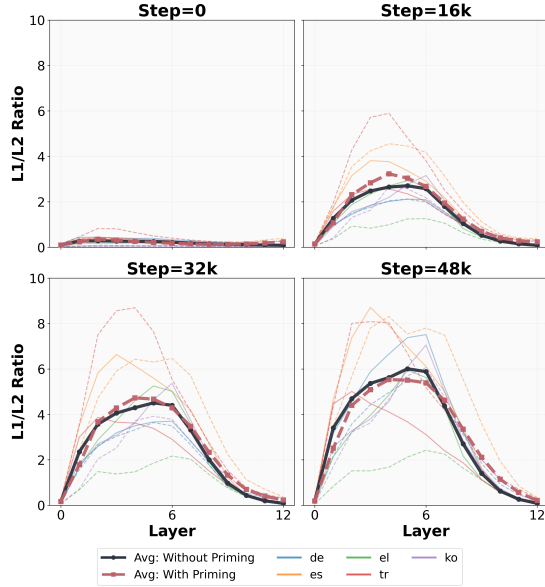 Step=0
Step=16k
10
8
6
4
2
0
L1/L2 Ratio
Step=32k
Step=48k
10
8
6
4
2
0
L1/L2 Ratio
0 6 12
0 6 12
Layer
Layer
Avg: Without Priming
Avg: With Priming
de
es
el
tr
ko